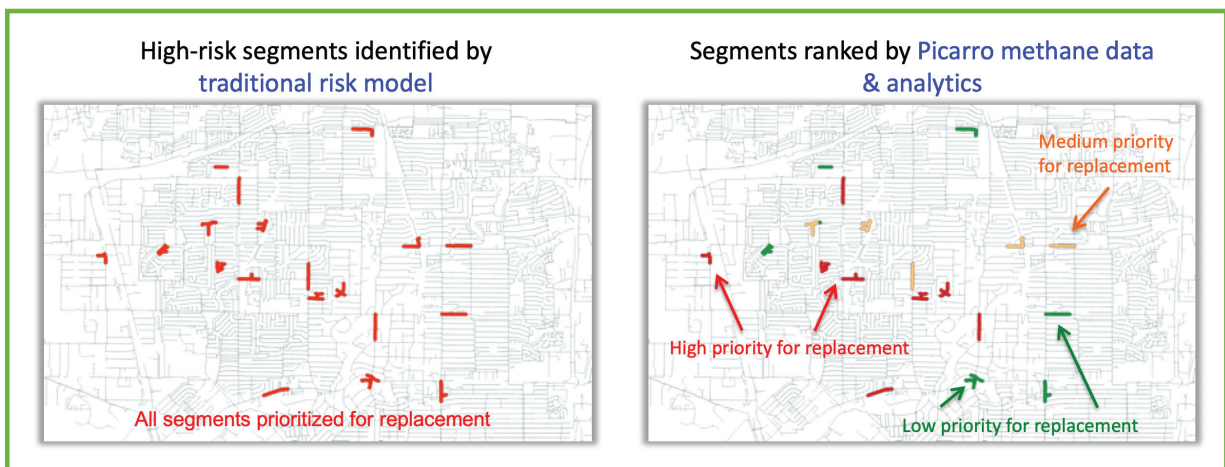 High-risk segments identified by
traditional risk model
All segments prioritized for replacement
Segments ranked by Picarro methane data
& analytics
Medium priority
for replacement
High priority for replacement
Low priority for replacement